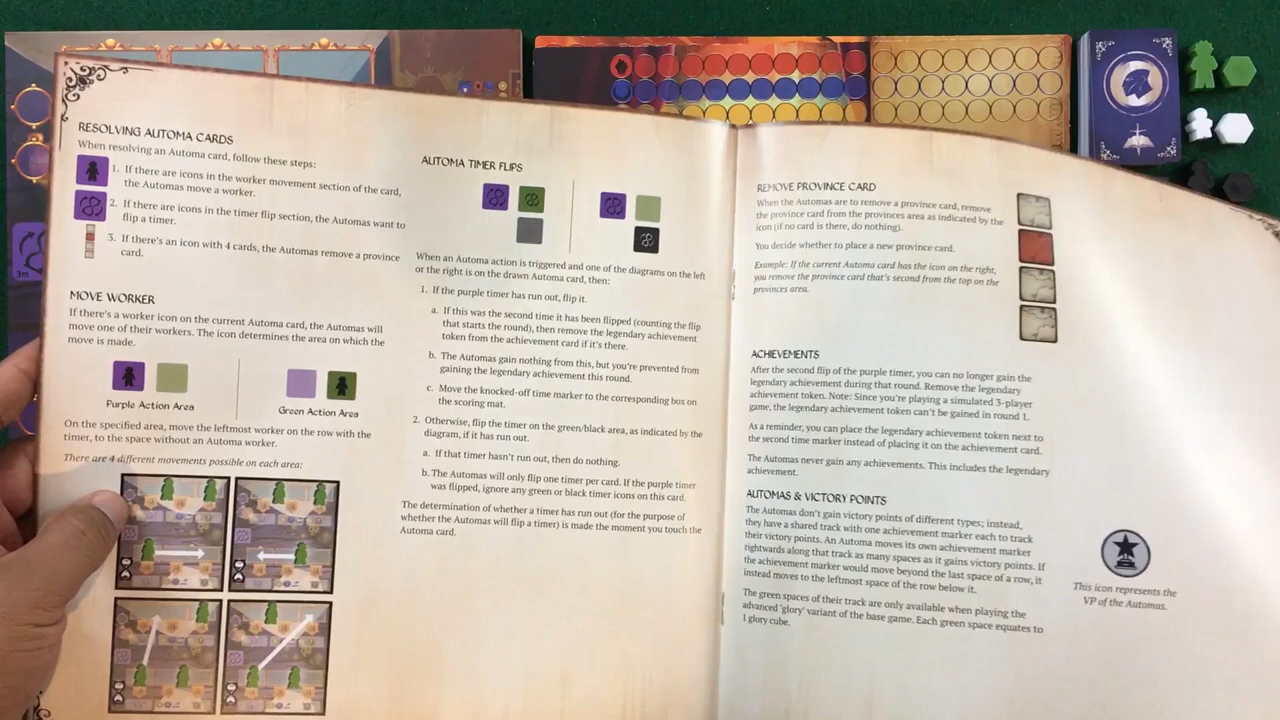 RESOLVING AUTOMA CARDS
When resolving an Automa card, follow these steps:
1. If there are icons in the worker movement section of the card,
the Automas move a worker.
2. If there are icons in the timer flip section, the Automas want to
flip a timer.
3. If there's an icon with 4 cards, the Automas remove a province
card.
MOVE WORKER
If there's a worker icon on the current Automa card, the Automas will
move one of their workers. The icon determines the area on which the
move is made.
Purple Action Area
Green Action Area
On the specified area, move the leftmost worker on the row with the
timer, to the space without an Automa worker.
There are 4 different movements possible on each area:
AUTOMA TIMER FLIPS
When an Automa action is triggered and one of the diagrams on the left
or the right is on the drawn Automa card, then:
1. If the purple timer has run out, flip it.
a. If this was the second time it has been flipped (counting the flip
that starts the round), then remove the legendary achievement
token from the achievement card if it's there.
b. The Automas gain nothing from this, but you're prevented from
gaining the legendary achievement this round.
c. Move the knocked-off time marker to the corresponding box on
the scoring mat.
2. Otherwise, flip the timer on the green/black area, as indicated by the
diagram, if it has run out.
a. If that timer hasn't run out, then do nothing.
b. The Automas will only flip one timer per card. If the purple timer
was flipped, ignore any green or black timer icons on this card.
The determination of whether a timer has run out (for the purpose of
whether the Automas will flip a timer) is made the moment you touch the
Automa card.
REMOVE PROVINCE CARD
When the Automas are to remove a province card, remove
the province card from the provinces area as indicated by the
icon (if no card is there, do nothing).
You decide whether to place a new province card.
Example: If the current Automa card has the icon on the right,
you remove the province card that's second from the top on the
provinces area.
ACHIEVEMENTS
After the second flip of the purple timer, you can no longer gain the
legendary achievement during that round. Remove the legendary
achievement token. Note: Since you're playing a simulated 3-player
game, the legendary achievement token can't be gained in round 1.
As a reminder, you can place the legendary achievement token next to
the second time marker instead of placing it on the achievement card.
The Automas never gain any achievements. This includes the legendary
achievement.
AUTOMAS & VICTORY POINTS
The Automas don't gain victory points of different types; instead,
they have a shared track with one achievement marker each to track
their victory points. An Automa moves its own achievement marker
rightwards along that track as many spaces as it gains victory points. If
the achievement marker would move beyond the last space of a row, it
instead moves to the leftmost space of the row below it.
The green spaces of their track are only available when playing the
advanced 'glory' variant of the base game. Each green space equates to
1 glory cube.
This icon represents the
VP of the Automas.
3m